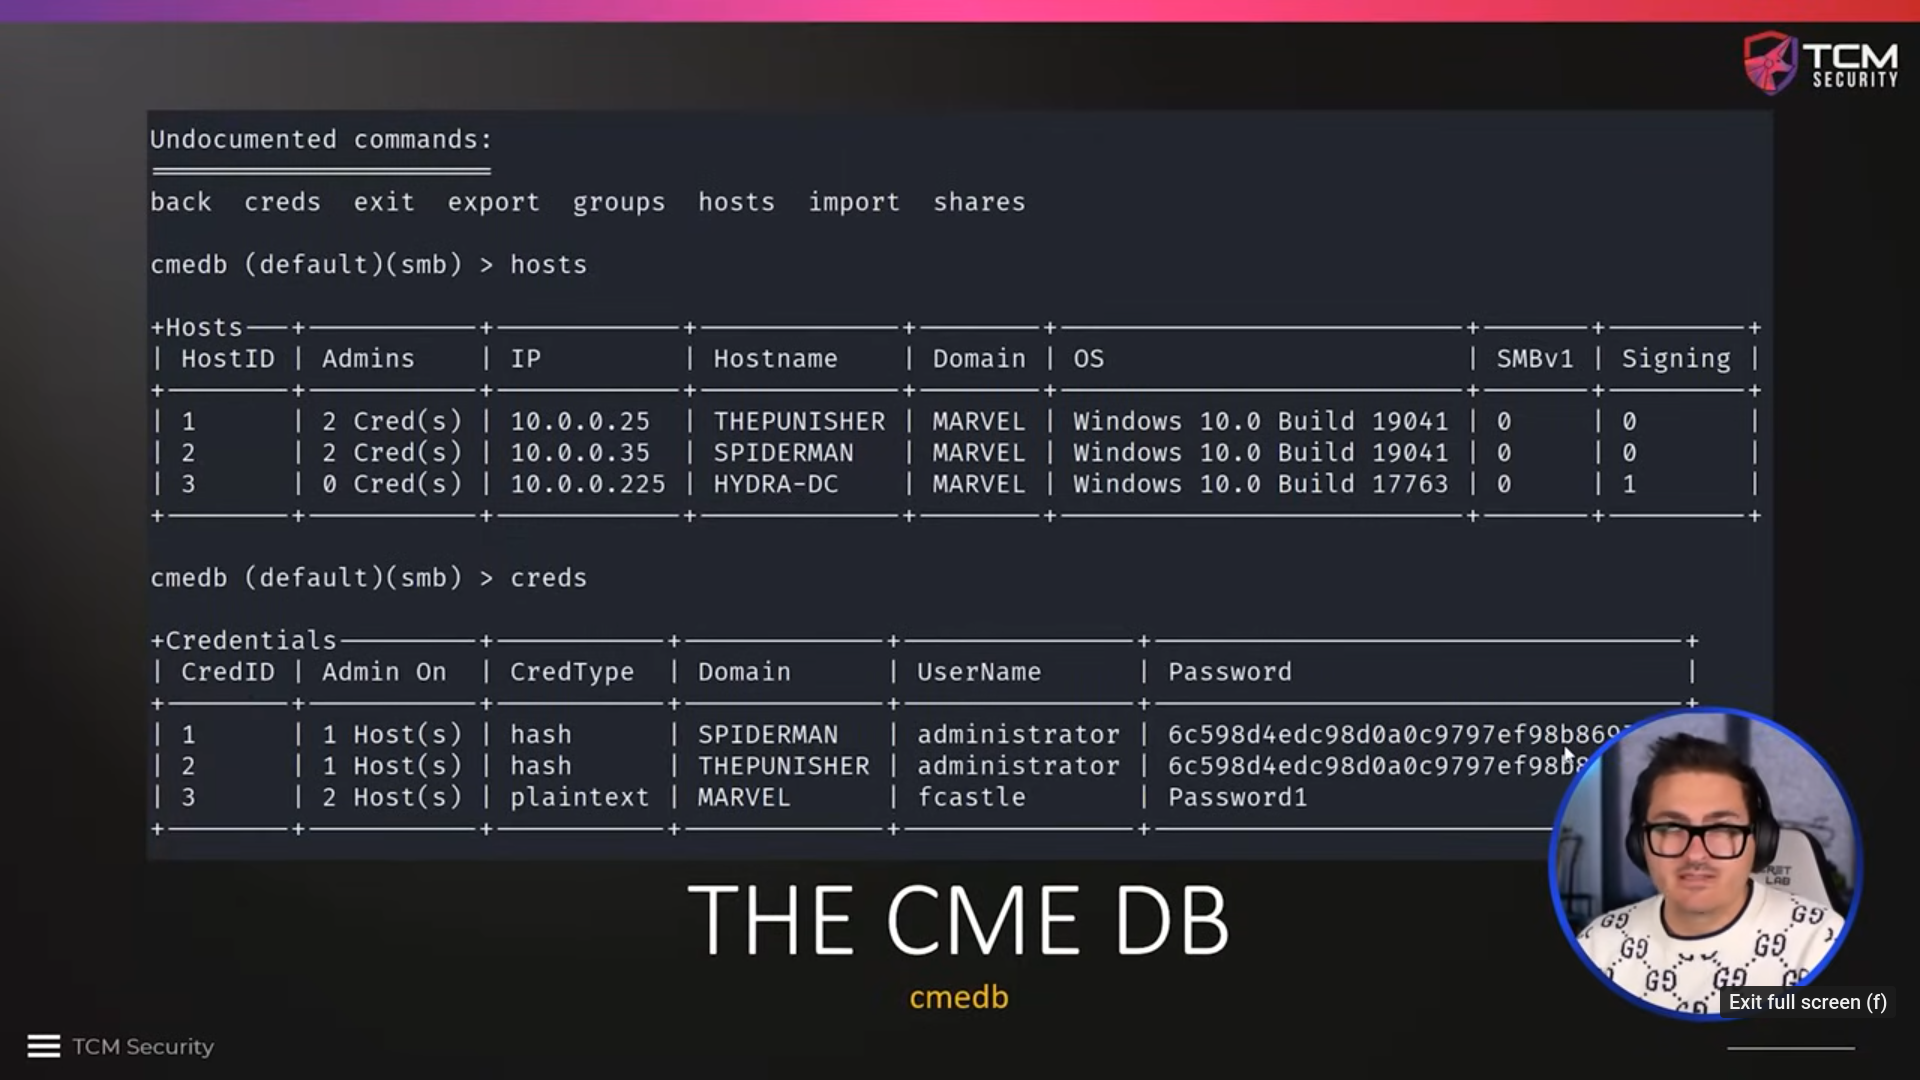 TCM
SECURITY
Undocumented commands:
back creds exit export groups hosts import shares
cmedb (default)(smb) > hosts
+Hosts
| HostID | Admins | IP | Hostname | Domain | OS | SMBv1 | Signing |
| 1 | 2 Cred(s) | 10.0.0.25 | THEPUNISHER | MARVEL | Windows 10.0 Build 19041 | 0 | 0 |
| 2 | 2 Cred(s) | 10.0.0.35 | SPIDERMAN | MARVEL | Windows 10.0 Build 19041 | 0 | 0 |
| 3 | 0 Cred(s) | 10.0.0.225 | HYDRA-DC | MARVEL | Windows 10.0 Build 17763 | 0 | 1 |
cmedb (default)(smb) > creds
+Credentials
| CredID | Admin On | CredType | Domain | UserName | Password |
| 1 | 1 Host(s) | hash | SPIDERMAN | administrator |
| 2 | 1 Host(s) | hash | THEPUNISHER | administrator |
| 3 | 2 Host(s) | plaintext | MARVEL | fcastle | Password1
THE CME DB
cmedb
LAB
Exit full screen (f)
TCM Security